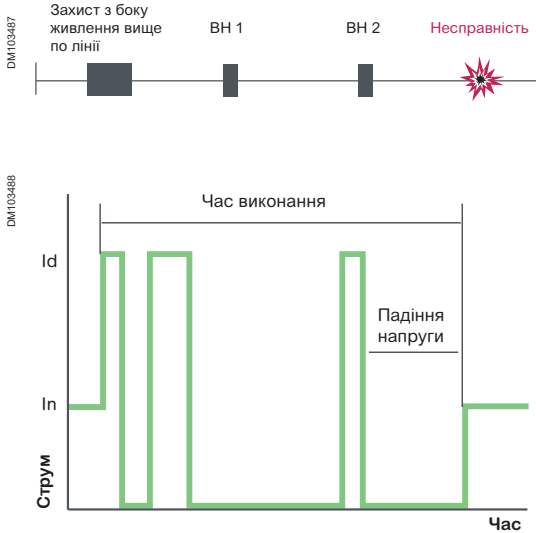 DM103487
Захист з боку
живлення вище
по лінії
ВН 1
ВН 2
Несправність
DM103488
Час виконання
Id
Падіння
напруги
In
Струм
Час